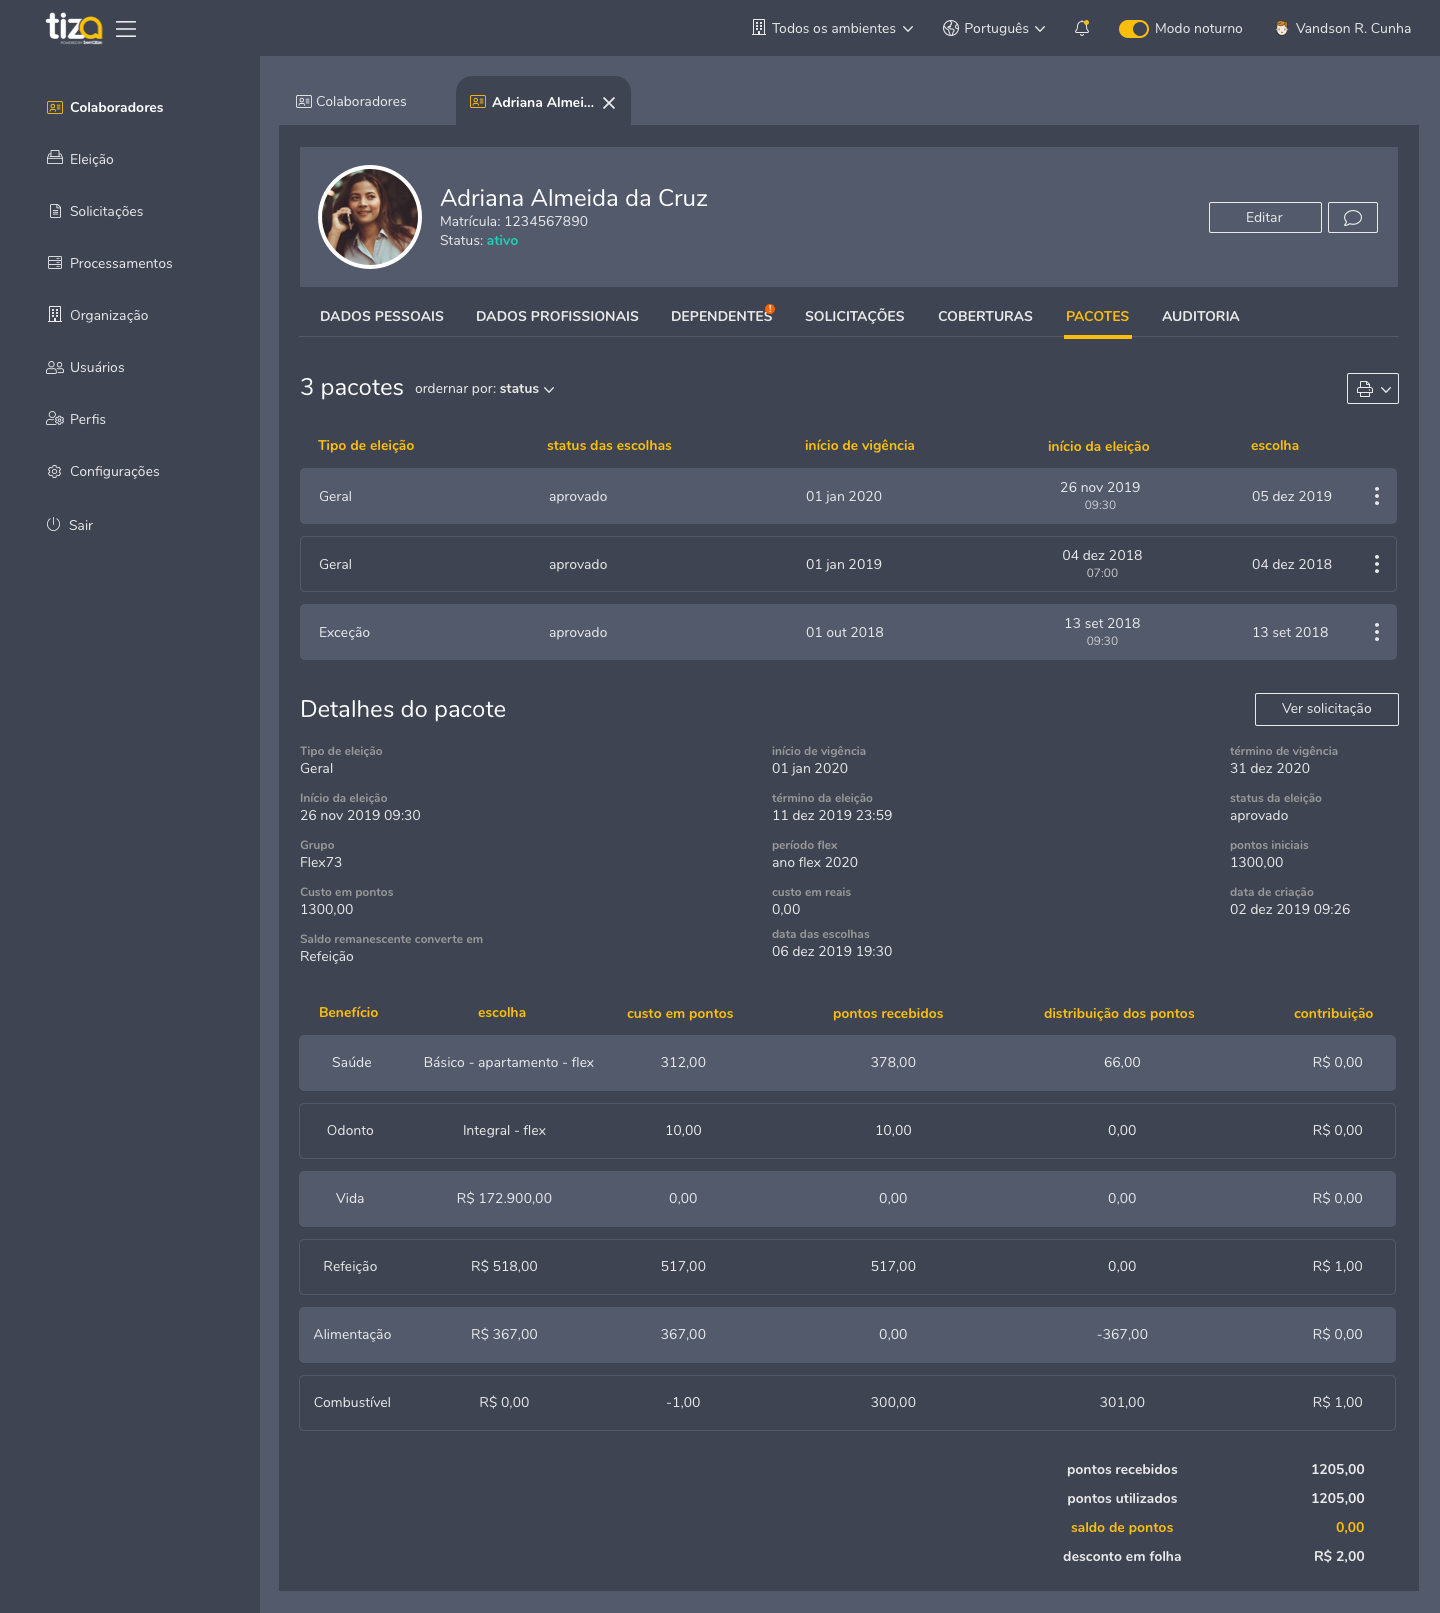 tiza
Todos os ambientes
Português
Modo noturno
Vandson R. Cunha
Colaboradores
Eleição
Solicitações
Processamentos
Organização
Usuários
Perfis
Configurações
Sair
Colaboradores
Adriana Almei...
Adriana Almeida da Cruz
Matrícula: 1234567890
Status: ativo
Editar
DADOS PESSOAIS DADOS PROFISSIONAIS DEPENDENTES ! SOLICITAÇÕES COBERTURAS PACOTES AUDITORIA
3 pacotes ordernar por: status
Tipo de eleição status das escolhas início de vigência início da eleição escolha
Geral aprovado 01 jan 2020 26 nov 2019 05 dez 2019
09:30
Geral aprovado 01 jan 2019 04 dez 2018 04 dez 2018
07:00
Exceção aprovado 01 out 2018 13 set 2018 13 set 2018
09:30
Detalhes do pacote
Ver solicitação
Tipo de eleição início de vigência término de vigência
Geral 01 jan 2020 31 dez 2020
Início da eleição término da eleição status da eleição
26 nov 2019 09:30 11 dez 2019 23:59 aprovado
Grupo período flex pontos iniciais
Flex73 ano flex 2020 1300,00
Custo em pontos custo em reais data de criação
1300,00 0,00 02 dez 2019 09:26
Saldo remanescente converte em data das escolhas
Refeição 06 dez 2019 19:30
Benefício escolha custo em pontos pontos recebidos distribuição dos pontos contribuição
Saúde Básico - apartamento - flex 312,00 378,00 66,00 R$ 0,00
Odonto Integral - flex 10,00 10,00 0,00 R$ 0,00
Vida R$ 172.900,00 0,00 0,00 0,00 R$ 0,00
Refeição R$ 518,00 517,00 517,00 0,00 R$ 1,00
Alimentação R$ 367,00 367,00 0,00 -367,00 R$ 0,00
Combustível R$ 0,00 -1,00 300,00 301,00 R$ 1,00
pontos recebidos 1205,00
pontos utilizados 1205,00
saldo de pontos 0,00
desconto em folha R$ 2,00